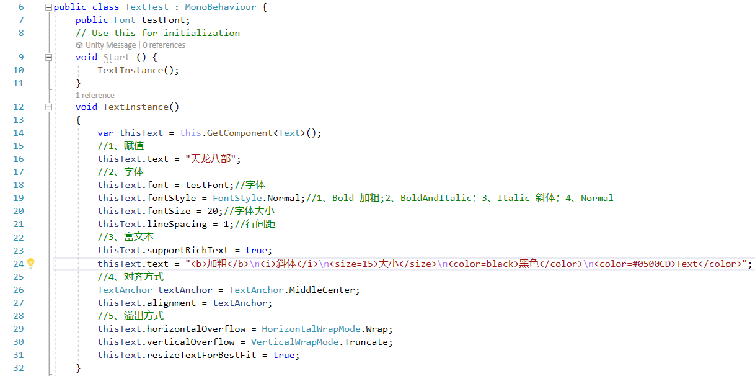 6 public class TextTest : MonoBehaviour {
7 public Font testFont;
8 // Use this for initialization
Unity Message | 0 references
9 void Start () {
10 TextInstance();
11 }
1 reference
12 void TextInstance()
13 {
14 var thisText = this.GetComponent<Text>();
15 //1、赋值
16 thisText.text = "天龙八部";
17 //2、字体
18 thisText.font = testFont;//字体
19 thisText.fontStyle = FontStyle.Normal;//1、Bold 加粗;2、BoldAndItalic; 3、Italic 斜体; 4、Normal
20 thisText.fontSize = 20;//字体大小
21 thisText.lineSpacing = 1;//行间距
22 //3、富文本
23 thisText.supportRichText = true;
24 thisText.text = "<b>加粗</b>\n<i>斜体</i>\n<size=15>大小</size>\n<color=black>黑色</color>\n<color=#0500CD>Text</color>";
25 //4、对齐方式
26 TextAnchor textAnchor = TextAnchor.MiddleCenter;
27 thisText.alignment = textAnchor;
28 //5、溢出方式
29 thisText.horizontalOverflow = HorizontalWrapMode.Wrap;
30 thisText.verticalOverflow = VerticalWrapMode.Truncate;
31 thisText.resizeTextForBestFit = true;
32 }